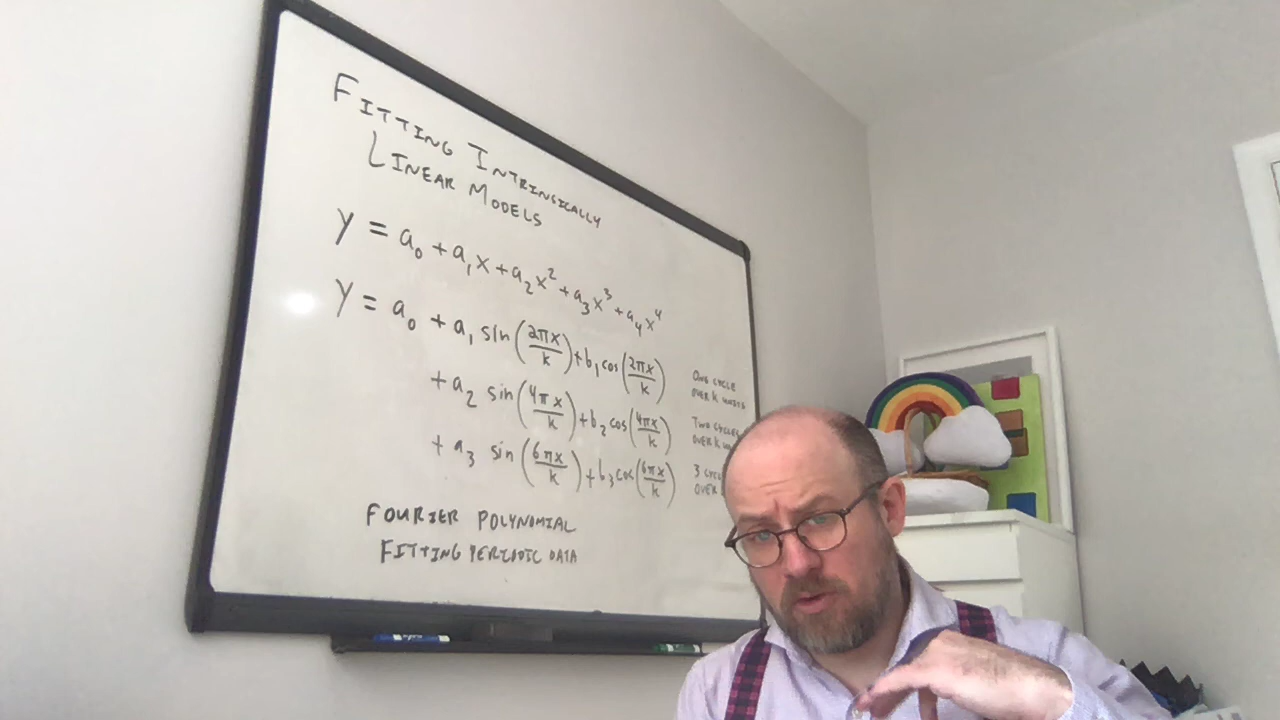 FITTING INTRINSICALLY
LINEAR MODELS
y = a₀ + a₁x + a₂x² + a₃x³ + a₄x⁴
y = a₀ + a₁ sin(2πx/k) + b₁ cos(2πx/k) ONE CYCLE OVER K UNITS
+ a₂ sin(4πx/k) + b₂ cos(4πx/k) TWO CYCLES OVER K
+ a₃ sin(6πx/k) + b₃ cos(6πx/k) 3 OVER
FOURIER POLYNOMIAL
FITTING PERIODIC DATA